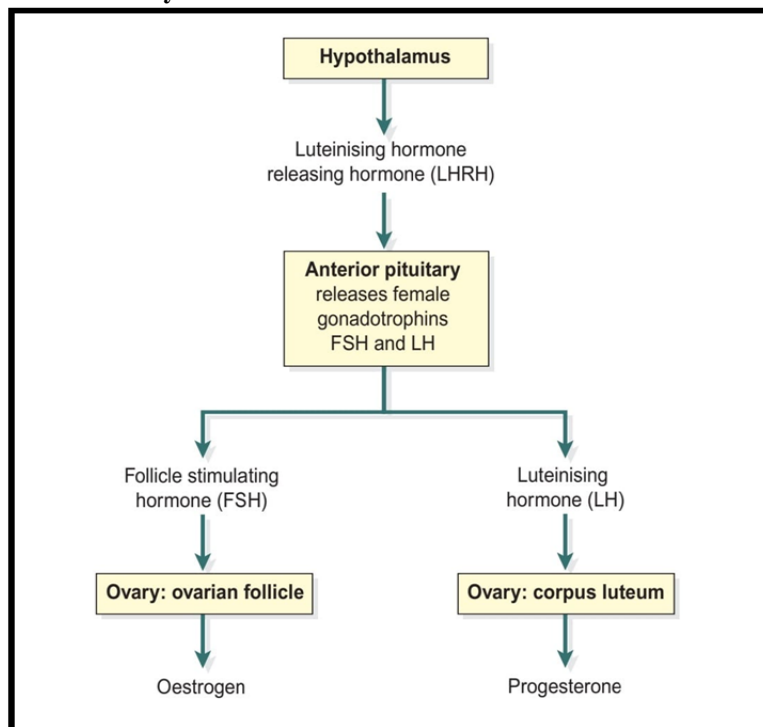 Hypothalamus
Luteinising hormone
releasing hormone (LHRH)
Anterior pituitary
releases female
gonadotrophins
FSH and LH
Follicle stimulating
hormone (FSH)
Luteinising
hormone (LH)
Ovary: ovarian follicle
Ovary: corpus luteum
Oestrogen
Progesterone